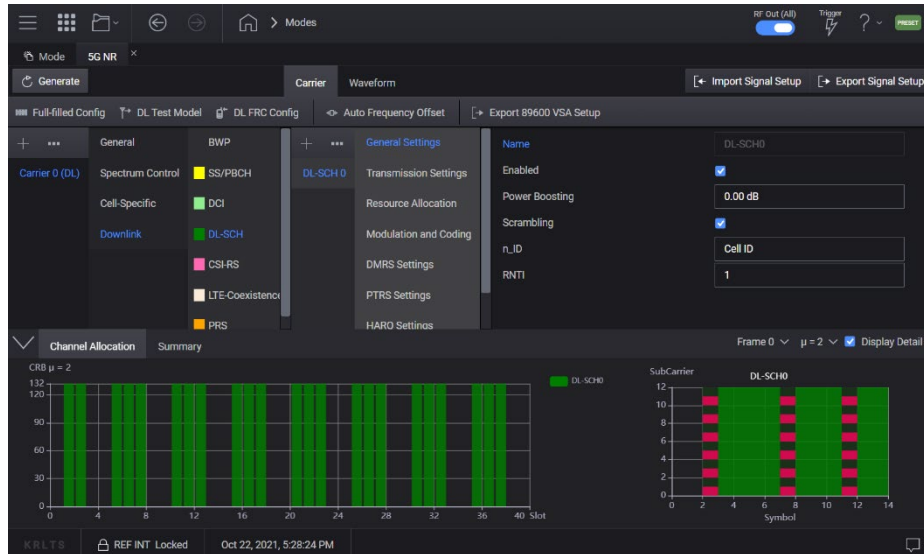 RF Out (All) Trigger
Modes
? PRESET
Mode 5G NR ×
Generate Carrier Waveform Import Signal Setup Export Signal Setup
Full-filled Config DL Test Model DL FRC Config Auto Frequency Offset Export 89600 VSA Setup
+ ... General BWP + ... General Settings Name DL-SCH0
Carrier 0 (DL) Spectrum Control SS/PBCH DL-SCH 0 Transmission Settings Enabled
Cell-Specific DCI Resource Allocation Power Boosting 0.00 dB
Downlink DL-SCH Modulation and Coding Scrambling
CSI-RS DMRS Settings n_ID Cell ID
LTE-Coexistence PTRS Settings RNTI 1
PRS HARQ Settings
Channel Allocation Summary Frame 0 μ = 2 Display Detail
CRB μ = 2 DL-SCH0 SubCarrier DL-SCH0
132
120
90
60
30
0
0 4 8 12 16 20 24 28 32 36 40 Slot
12
10
8
6
4
2
0
0 2 4 6 8 10 12 14
Symbol
KRLTS REF INT Locked Oct 22, 2021, 5:28:24 PM